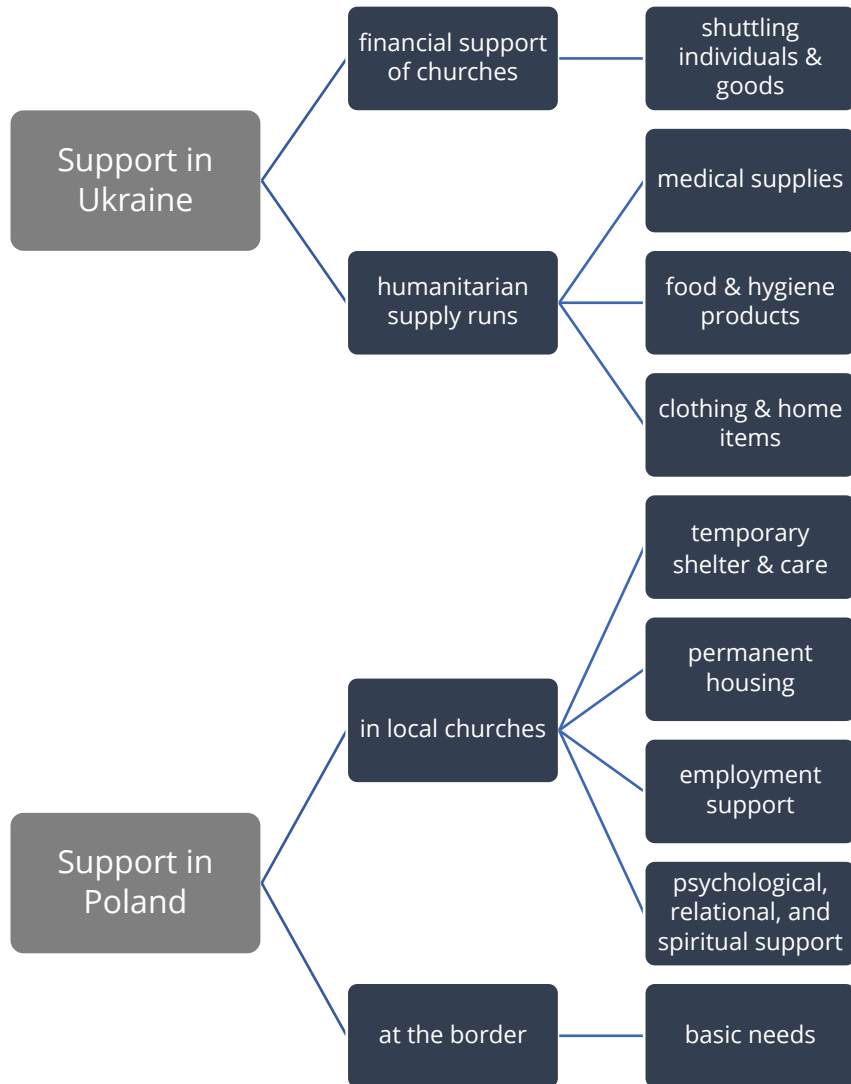 Support in
Ukraine
financial support
of churches
shuttling
individuals &
goods
humanitarian
supply runs
medical supplies
food & hygiene
products
clothing & home
items
Support in
Poland
in local churches
temporary
shelter & care
permanent
housing
employment
support
psychological,
relational, and
spiritual support
at the border
basic needs